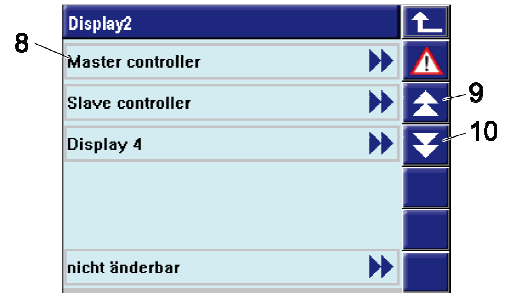 Display2
8
Master controller
Slave controller
9
Display 4
10
nicht änderbar